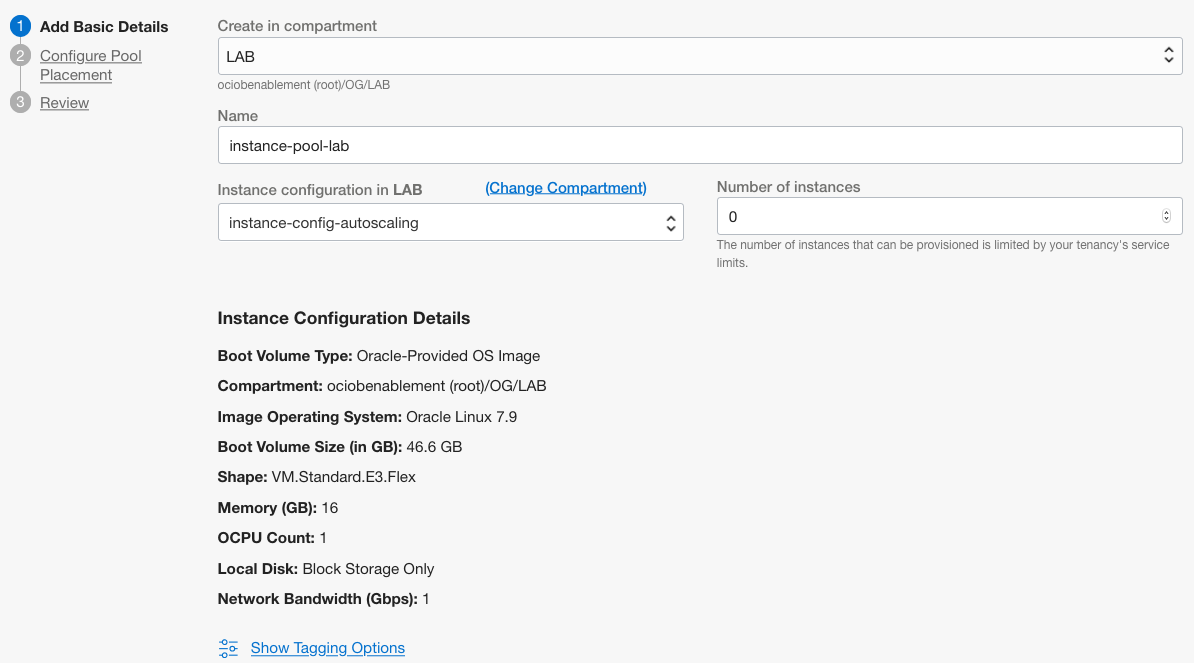 1 Add Basic Details
2 Configure Pool
Placement
3 Review
Create in compartment
LAB
ociobenablement (root)/OG/LAB
Name
instance-pool-lab
Instance configuration in LAB (Change Compartment)
instance-config-autoscaling
Number of instances
0
The number of instances that can be provisioned is limited by your tenancy's service
limits.
Instance Configuration Details
Boot Volume Type: Oracle-Provided OS Image
Compartment: ociobenablement (root)/OG/LAB
Image Operating System: Oracle Linux 7.9
Boot Volume Size (in GB): 46.6 GB
Shape: VM.Standard.E3.Flex
Memory (GB): 16
OCPU Count: 1
Local Disk: Block Storage Only
Network Bandwidth (Gbps): 1
Show Tagging Options